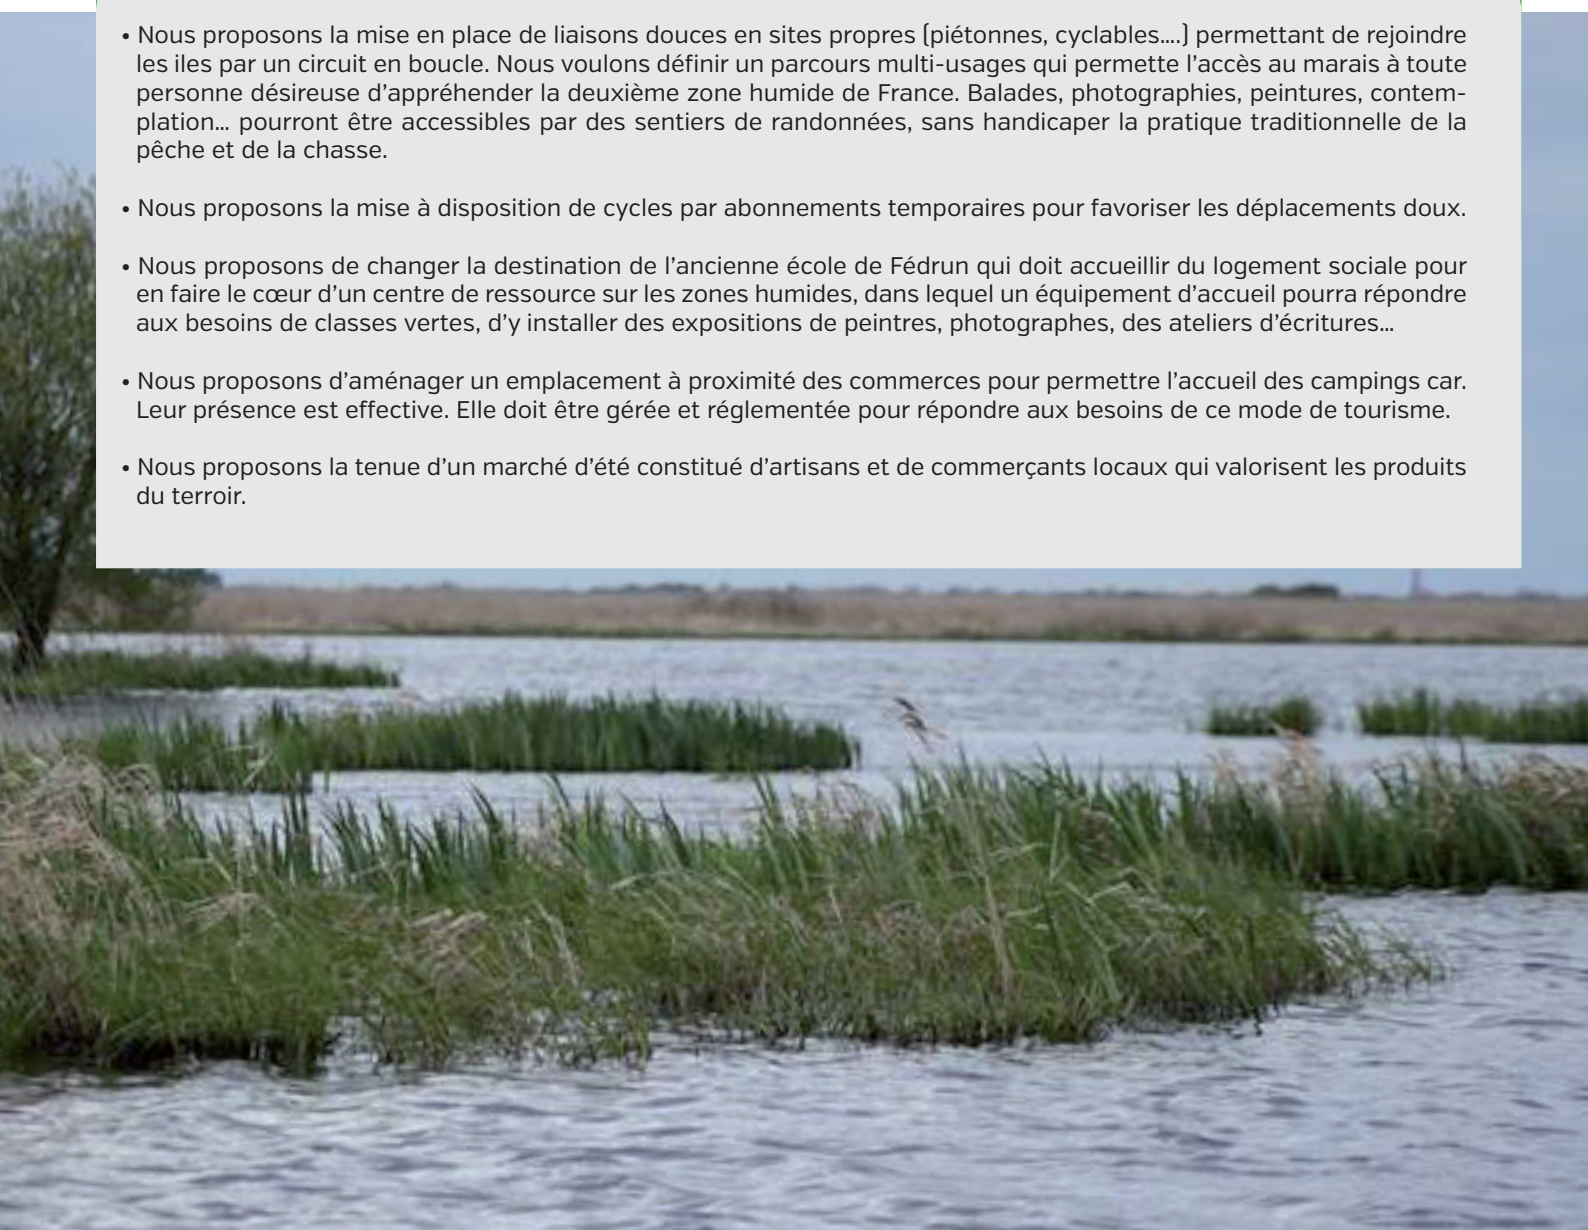 • Nous proposons la mise en place de liaisons douces en sites propres (piétonnes, cyclables....) permettant de rejoindre
les iles par un circuit en boucle. Nous voulons définir un parcours multi-usages qui permette l'accès au marais à toute
personne désireuse d'appréhender la deuxième zone humide de France. Balades, photographies, peintures, contem-
plation... pourront être accessibles par des sentiers de randonnées, sans handicaper la pratique traditionnelle de la
pêche et de la chasse.
• Nous proposons la mise à disposition de cycles par abonnements temporaires pour favoriser les déplacements doux.
• Nous proposons de changer la destination de l'ancienne école de Fédrun qui doit accueillir du logement sociale pour
en faire le cœur d'un centre de ressource sur les zones humides, dans lequel un équipement d'accueil pourra répondre
aux besoins de classes vertes, d'y installer des expositions de peintres, photographes, des ateliers d'écritures...
• Nous proposons d'aménager un emplacement à proximité des commerces pour permettre l'accueil des campings car.
Leur présence est effective. Elle doit être gérée et réglementée pour répondre aux besoins de ce mode de tourisme.
• Nous proposons la tenue d'un marché d'été constitué d'artisans et de commerçants locaux qui valorisent les produits
du terroir.